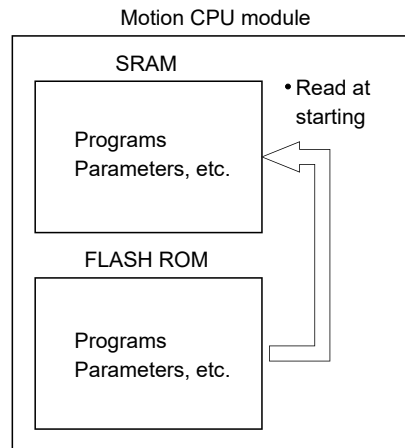 Motion CPU module
SRAM
• Read at
starting
Programs
Parameters, etc.
FLASH ROM
Programs
Parameters, etc.